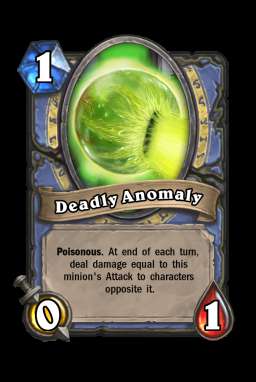 1
Deadly Anomaly
Poisonous. At end of each turn,
deal damage equal to this
minion's Attack to characters
opposite it.
0
1